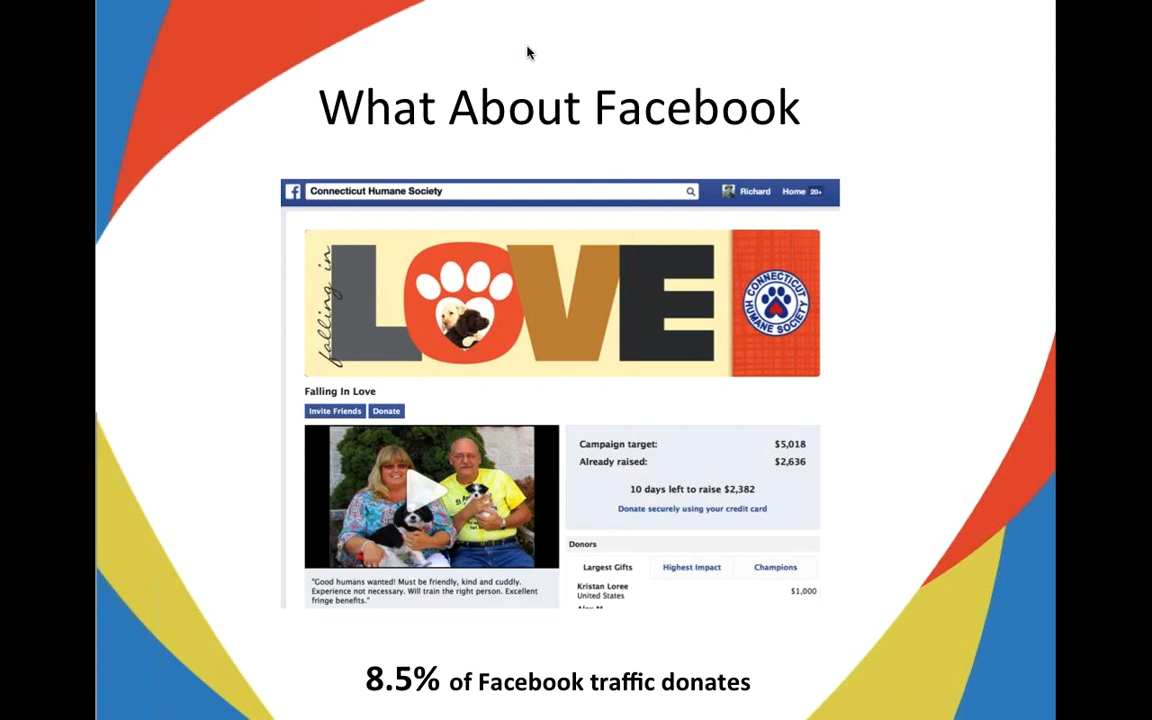 What About Facebook
Connecticut Humane Society
Richard Home 20+
falling in
LOVE
CONNECTICUT HUMANE SOCIETY
Falling In Love
Invite Friends Donate
Campaign target: $5,018
Already raised: $2,636
10 days left to raise $2,382
Donate securely using your credit card
Donors
Largest Gifts Highest Impact Champions
Kristan Loree
United States
$1,000
"Good humans wanted! Must be friendly, kind and cuddly.
Experience not necessary. Will train the right person. Excellent
fringe benefits."
8.5% of Facebook traffic donates